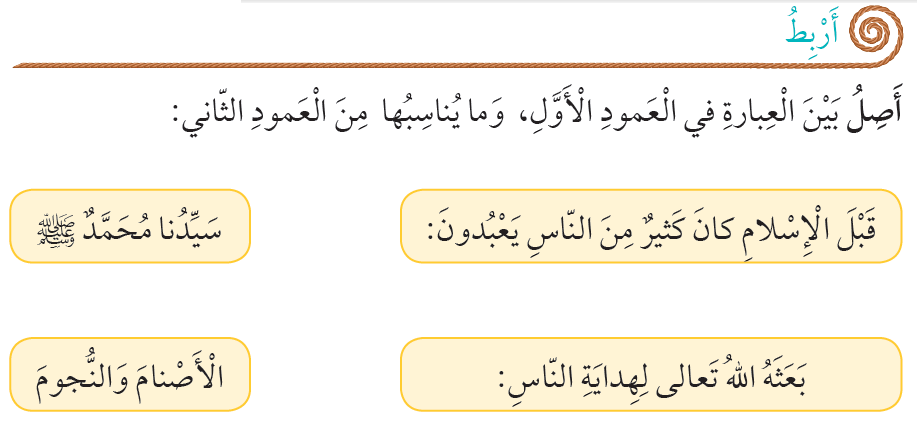 أَرْبِطُ
أَصِلُ بَيْنَ الْعِبارةِ في الْعَمودِ الْأَوَّلِ، وَما يُناسِبُها مِنَ الْعَمودِ الثّاني:
قَبْلَ الْإِسْلامِ كانَ كَثيرٌ مِنَ النّاسِ يَعْبُدونَ:
سَيِّدُنا مُحَمَّدٌ ﷺ
بَعَثَهُ اللهُ تَعالى لِهِدايَةِ النّاسِ:
الْأَصْنامَ وَالنُّجومَ